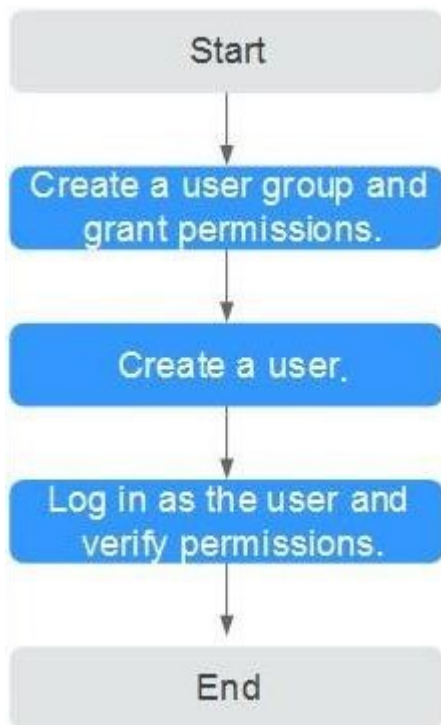 Start
Create a user group and
grant permissions.
Create a user.
Log in as the user and
verify permissions.
End